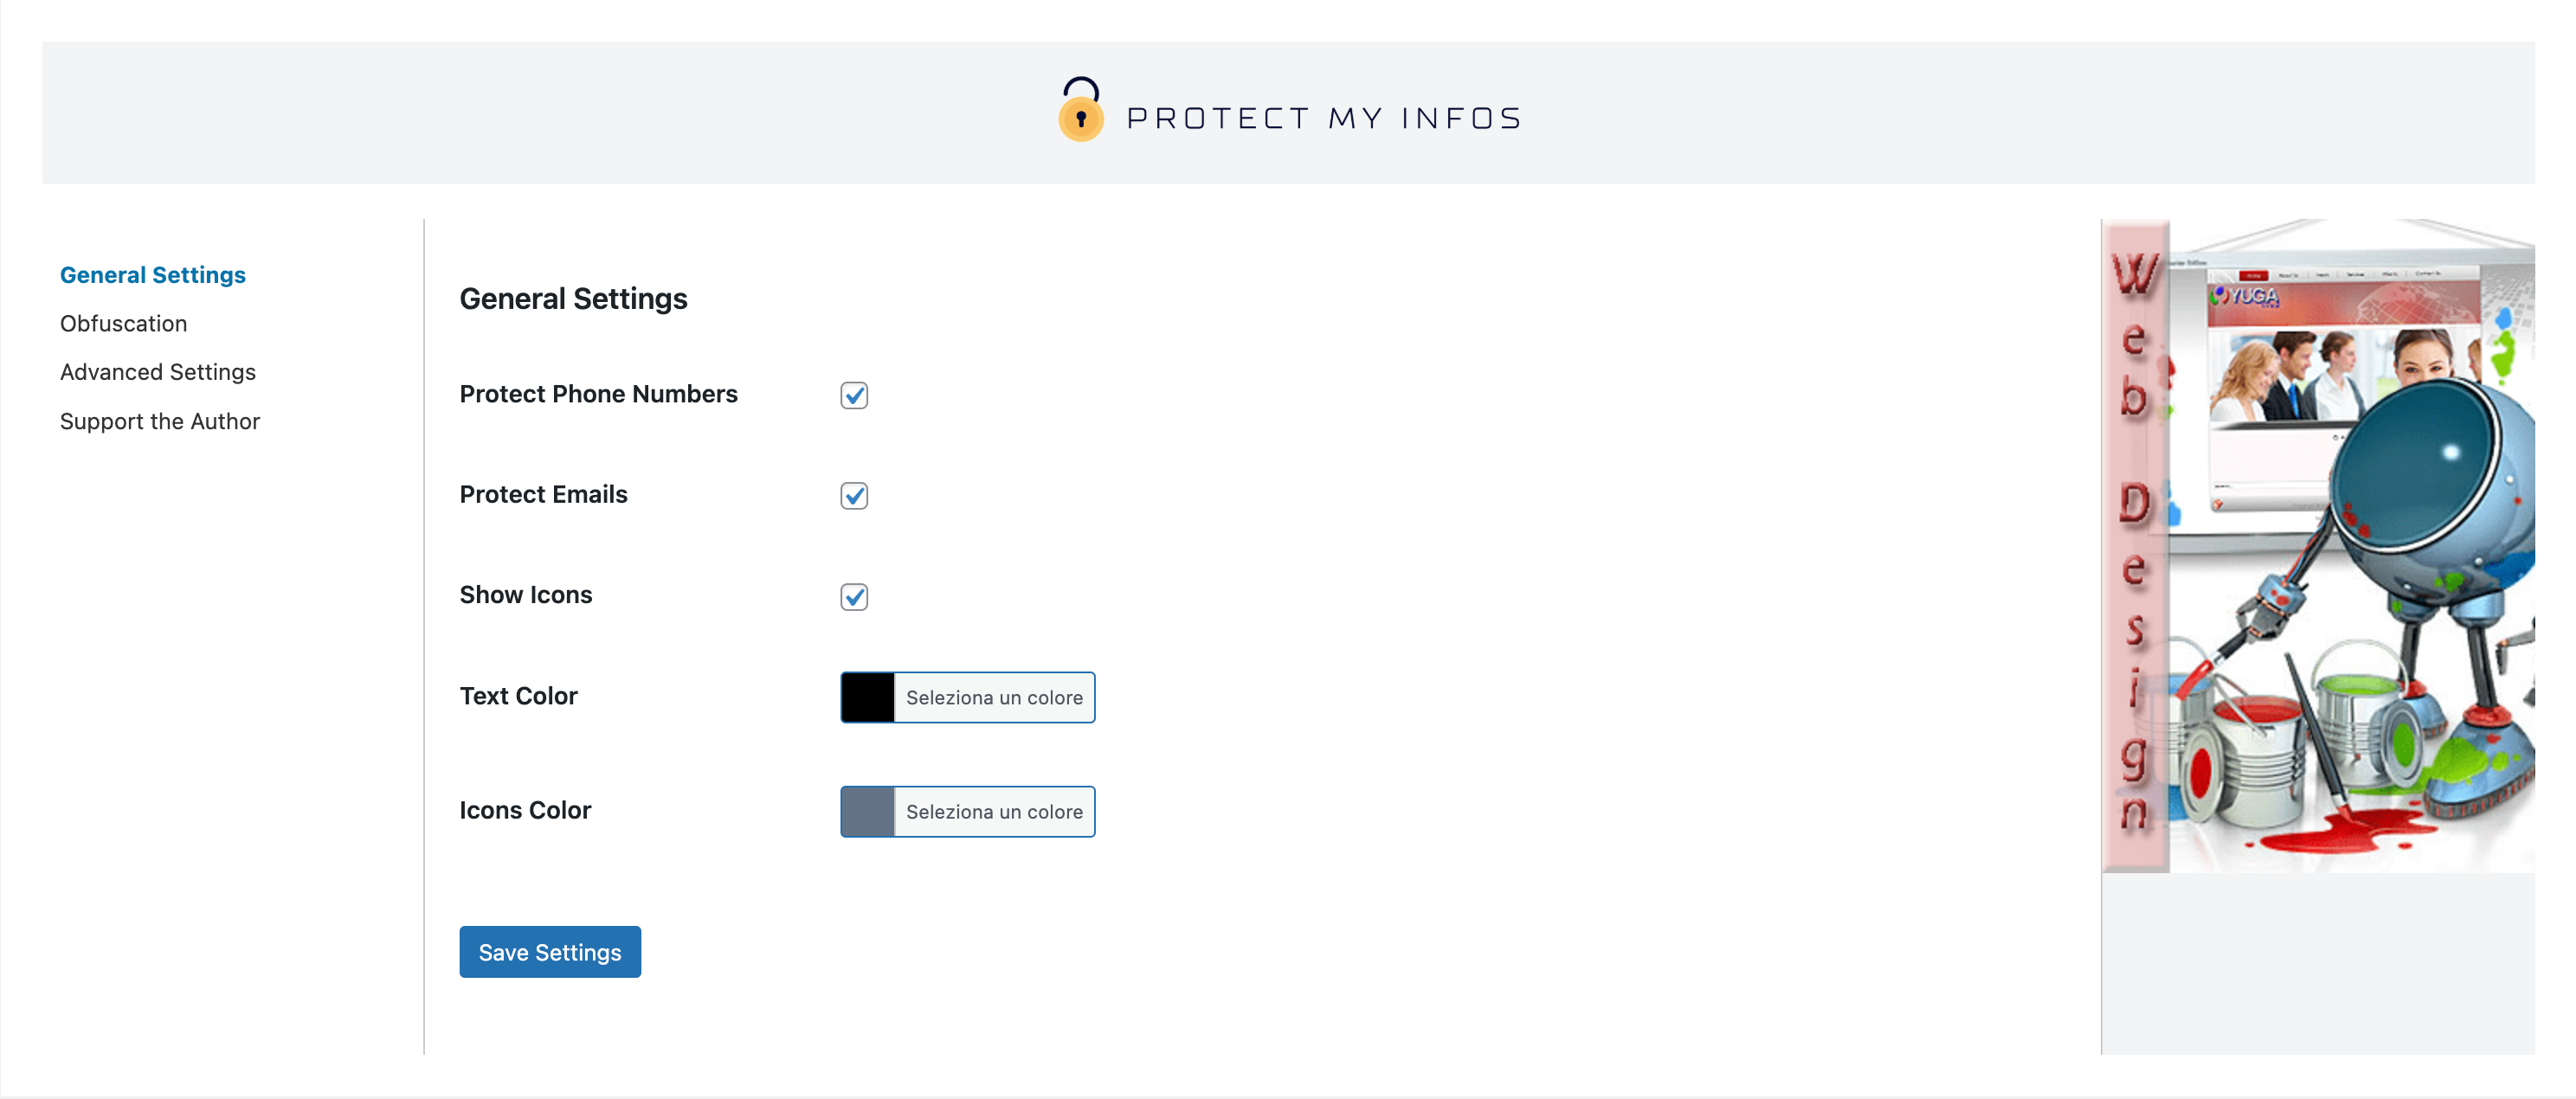 PROTECT MY INFOS
General Settings
Obfuscation
Advanced Settings
Support the Author
General Settings
Protect Phone Numbers
Protect Emails
Show Icons
Text Color
Seleziona un colore
Icons Color
Seleziona un colore
Save Settings
Web Design
Home
YUGA